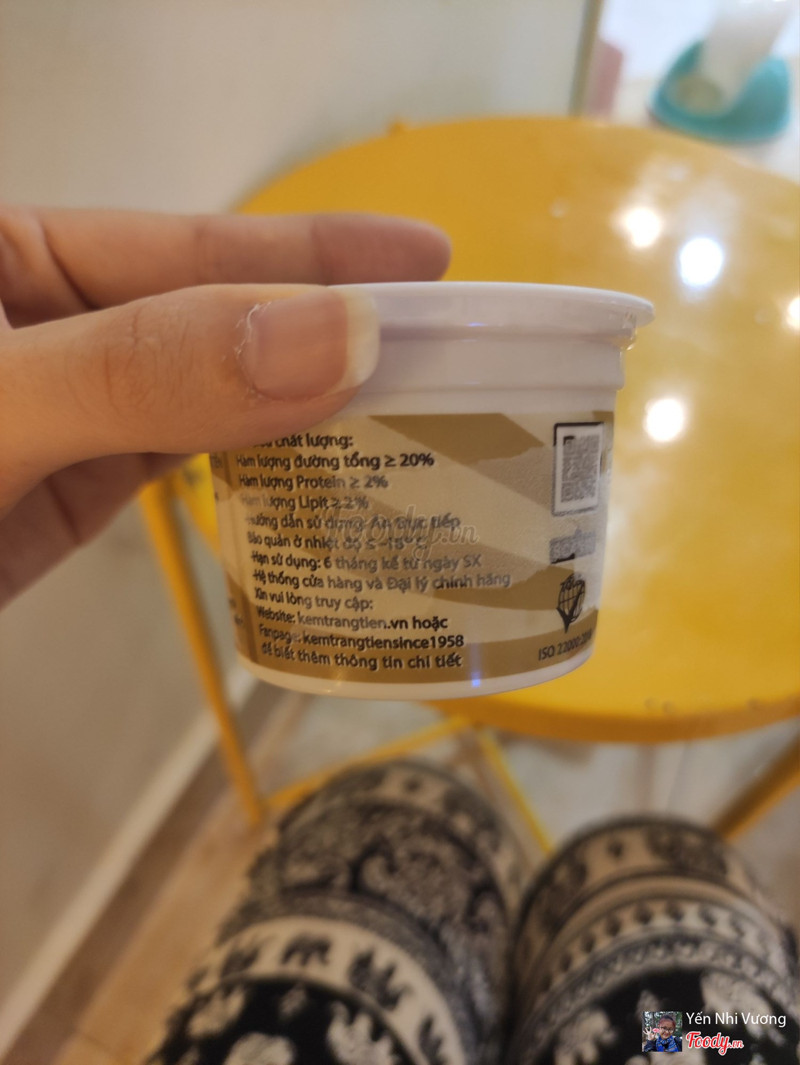 chất lượng:
Hàm lượng đường tổng ≥ 20%
Hàm lượng Protein ≥ 2%
Hàm lượng Lipit ≥ 2%
Hướng dẫn sử dụng: Ăn trực tiếp
Bảo quản ở nhiệt độ ≤ -18
Hạn sử dụng: 6 tháng kể từ ngày SX
Hệ thống cửa hàng và Đại lý chính hãng
Xin vui lòng truy cập:
Website: kemtrangtien.vn hoặc
Fanpage: kemtrangtiensince1958
để biết thêm thông tin chi tiết
ISO 22000:
Foody.vn
Yến Nhi Vương
Foody.vn